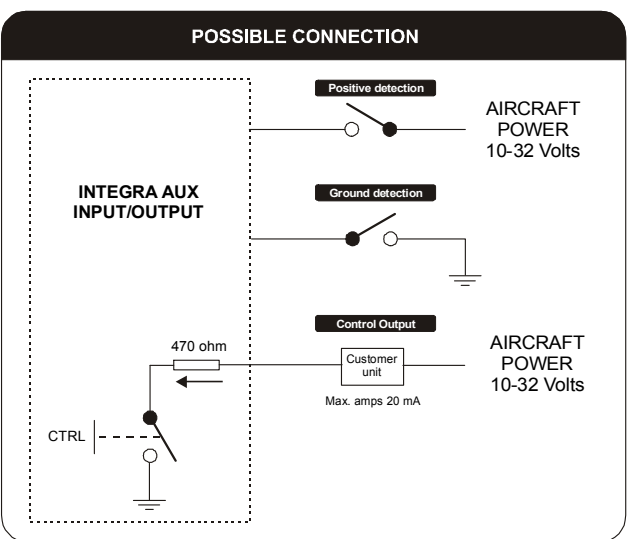 POSSIBLE CONNECTION
Positive detection
AIRCRAFT
POWER
10-32 Volts
INTEGRA AUX
INPUT/OUTPUT
Ground detection
Control Output
470 ohm
Customer
unit
Max. amps 20 mA
AIRCRAFT
POWER
10-32 Volts
CTRL